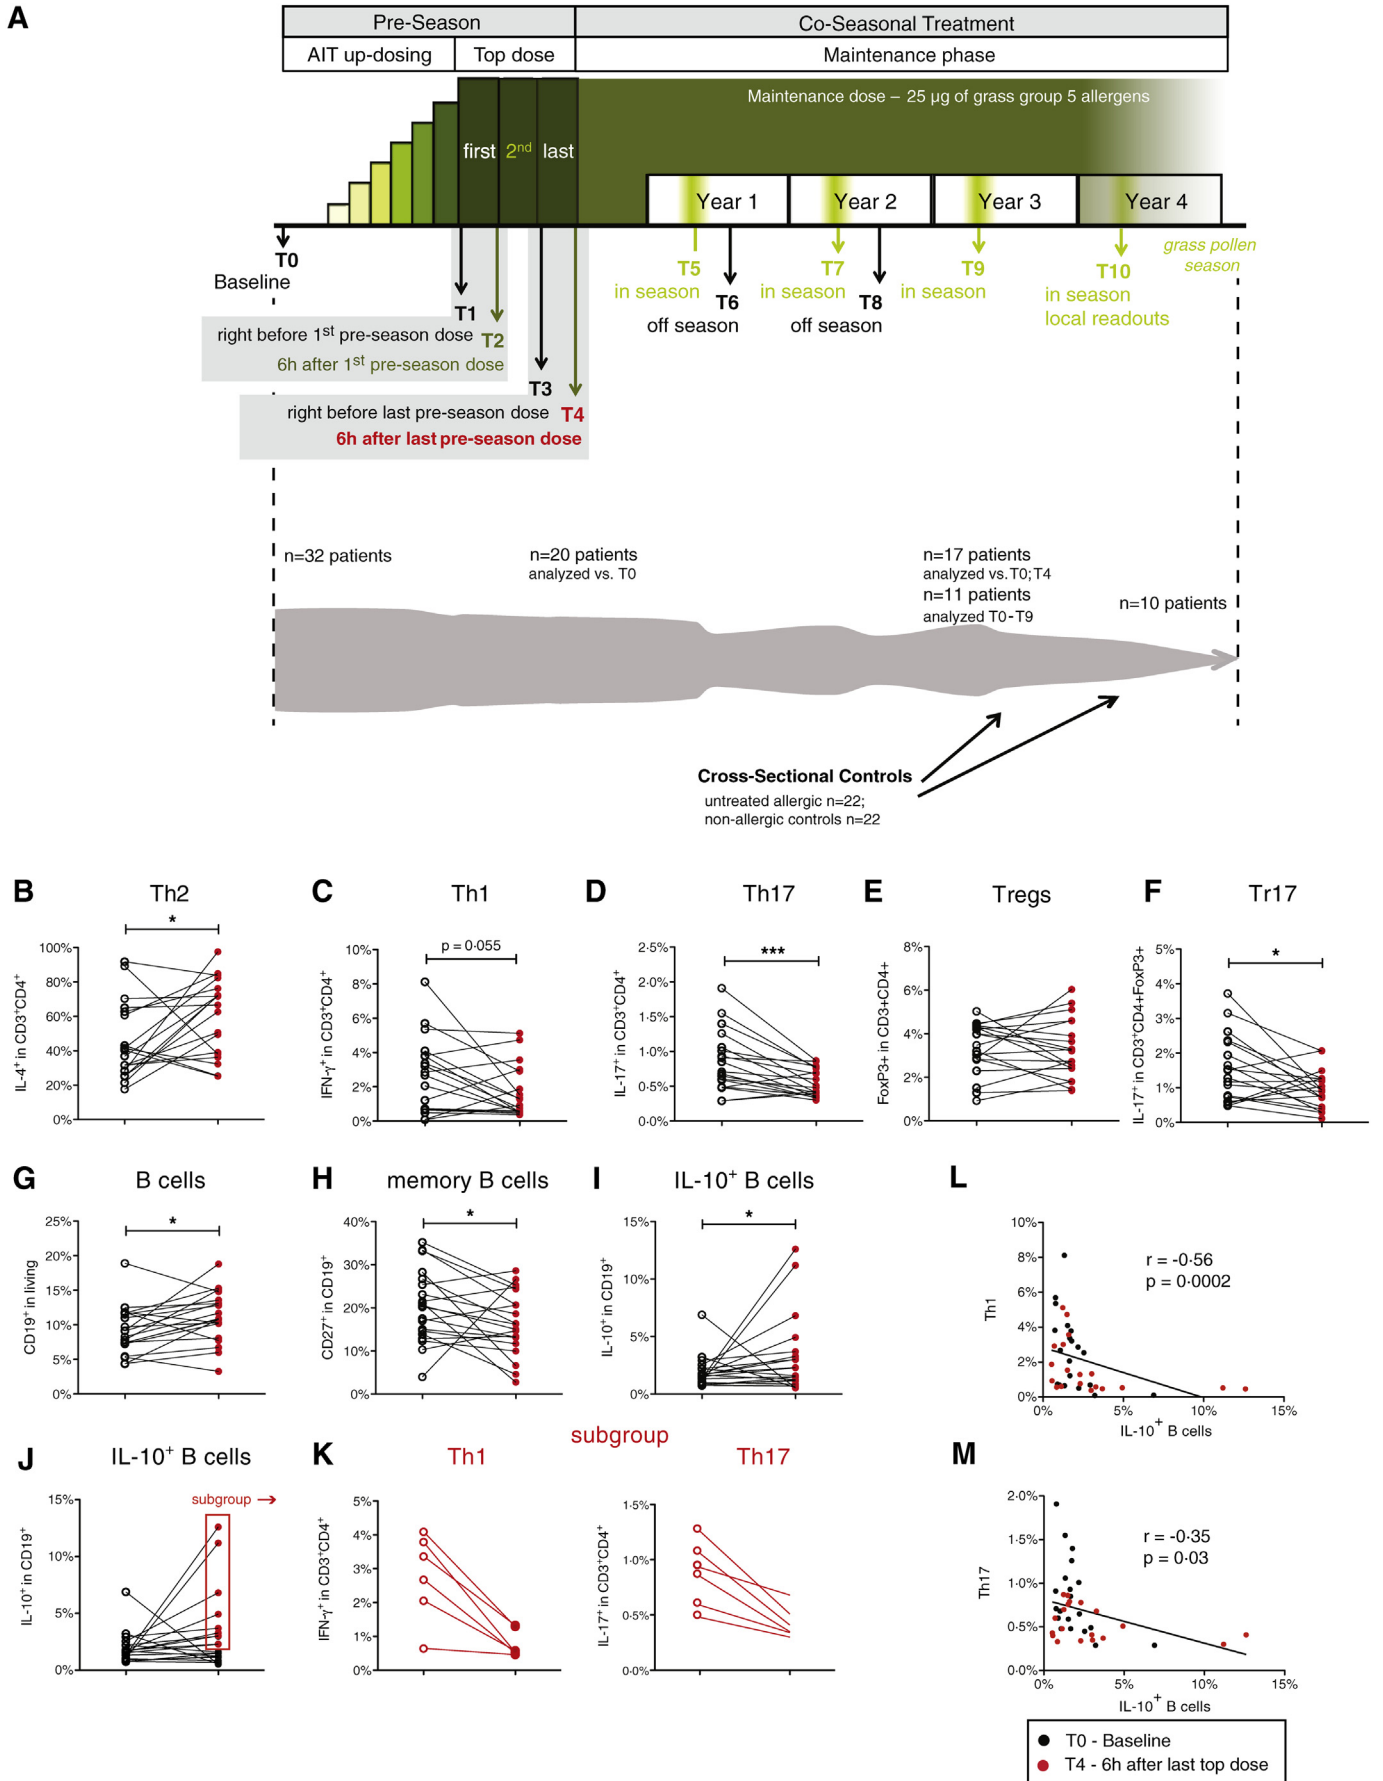 A
Pre-Season
Co-Seasonal Treatment
AIT up-dosing
Top dose
Maintenance phase
Maintenance dose – 25 µg of grass group 5 allergens
first 2nd last
Year 1
Year 2
Year 3
Year 4
T0
Baseline
T1
right before 1st pre-season dose
T2
6h after 1st pre-season dose
T3
right before last pre-season dose
T4
6h after last pre-season dose
T5
in season
T6
off season
T7
in season
T8
off season
T9
in season
T10
in season
local readouts
grass pollen
season
n=32 patients
n=20 patients
analyzed vs. T0
n=17 patients
analyzed vs. T0; T4
n=11 patients
analyzed T0-T9
n=10 patients
Cross-Sectional Controls
untreated allergic n=22;
non-allergic controls n=22
B
Th2
*
IL-4+ in CD3+CD4+
100%
80%
60%
40%
20%
0%
C
Th1
p = 0·055
IFN-γ+ in CD3+CD4+
10%
8%
6%
4%
2%
0%
D
Th17
***
IL-17+ in CD3+CD4+
2·5%
2·0%
1·5%
1·0%
0·5%
0·0%
E
Tregs
FoxP3+ in CD3+CD4+
8%
6%
4%
2%
0%
F
Tr17
*
IL-17+ in CD3+CD4+FoxP3+
5%
4%
3%
2%
1%
0%
G
B cells
*
CD19+ in living
25%
20%
15%
10%
5%
0%
H
memory B cells
*
CD27+ in CD19+
40%
30%
20%
10%
0%
I
IL-10+ B cells
*
IL-10+ in CD19+
15%
10%
5%
0%
L
r = -0·56
p = 0·0002
Th1
10%
8%
6%
4%
2%
0%
0%
5%
10%
15%
IL-10+ B cells
J
IL-10+ B cells
subgroup
IL-10+ in CD19+
15%
10%
5%
0%
subgroup
K
Th1
IFN-γ+ in CD3+CD4+
5%
4%
3%
2%
1%
0%
Th17
IL-17+ in CD3+CD4+
1·5%
1·0%
0·5%
0·0%
M
r = -0·35
p = 0·03
Th17
2·0%
1·5%
1·0%
0·5%
0·0%
0%
5%
10%
15%
IL-10+ B cells
T0 - Baseline
T4 - 6h after last top dose